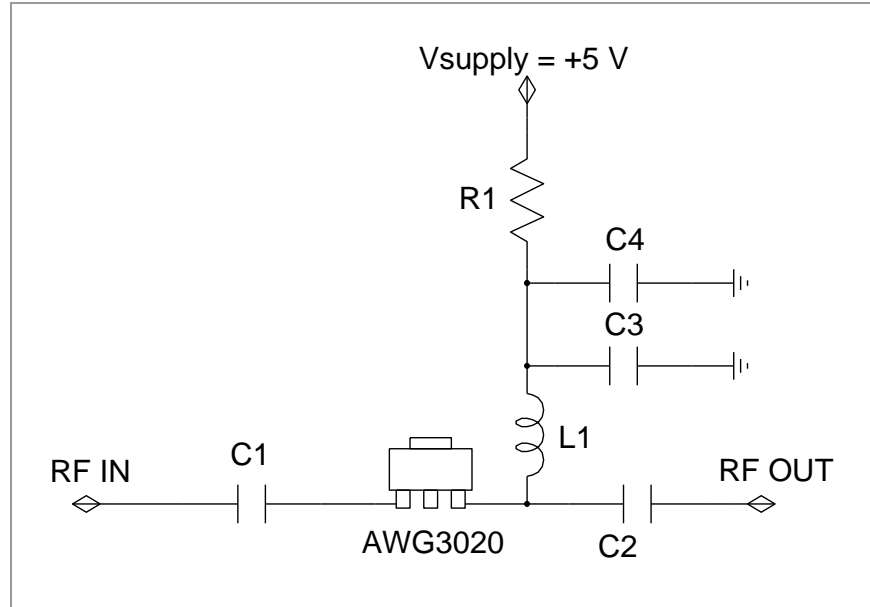 Vsupply = +5 V
R1
C4
C3
L1
RF IN
C1
RF OUT
AWG3020
C2